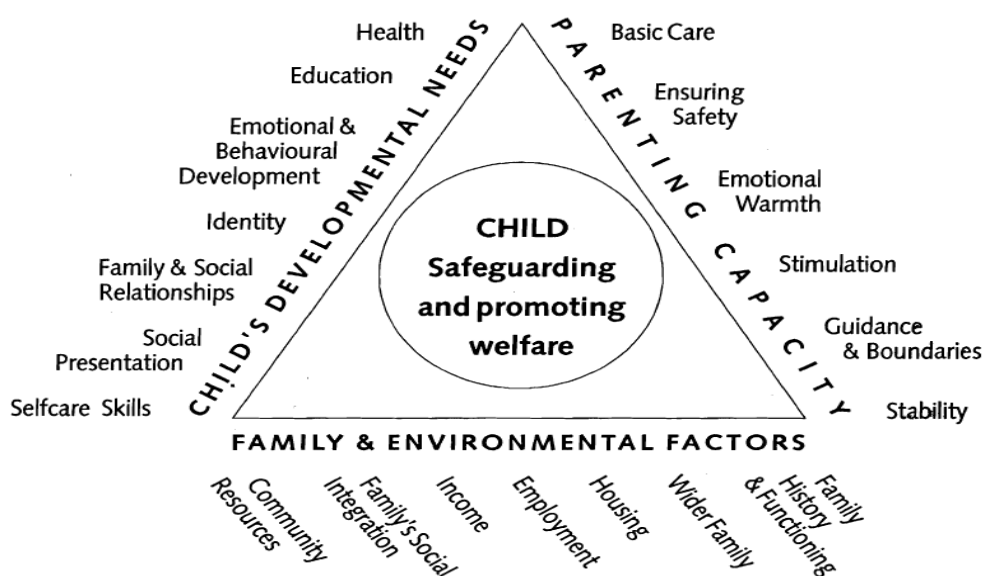 Health
Education
Emotional &
Behavioural
Development
Identity
Family & Social
Relationships
Social
Presentation
Selfcare Skills
CHILD'S DEVELOPMENTAL NEEDS
CHILD
Safeguarding
and promoting
welfare
PARENTING CAPACITY
Basic Care
Ensuring
Safety
Emotional
Warmth
Stimulation
Guidance
& Boundaries
Stability
FAMILY & ENVIRONMENTAL FACTORS
Community
Resources
Family's Social
Integration
Income
Employment
Housing
Wider Family
Family
History
& Functioning